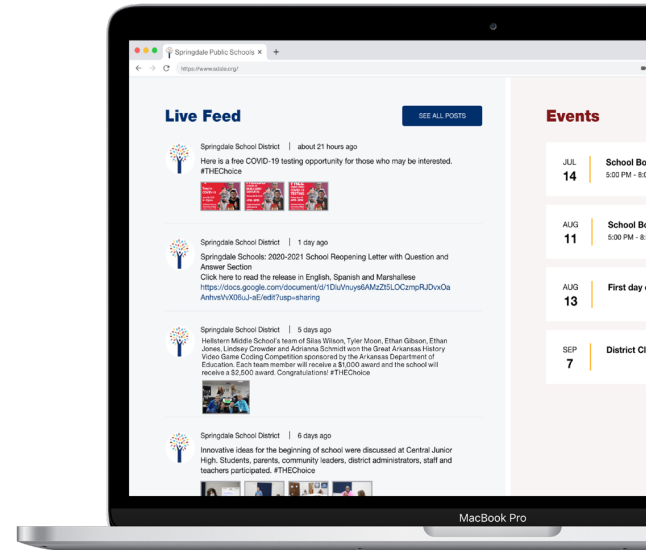 Springdale Public Schools
https://www.sdale.org/
Live Feed
SEE ALL POSTS
Springdale School District | about 21 hours ago
Here is a free COVID-19 testing opportunity for those who may be interested.
#THEChoice
Springdale School District | 1 day ago
Springdale Schools: 2020-2021 School Reopening Letter with Question and
Answer Section
Click here to read the release in English, Spanish and Marshallese
https://docs.google.com/document/d/1DluVnuys6AMzZt5LOCzmpRJDvxOa
AnhvsVvX06uJ-aE/edit?usp=sharing
Springdale School District | 5 days ago
Hellstern Middle School's team of Silas Wilson, Tyler Moon, Ethan Gibson, Ethan
Jones, Lindsey Crowder and Adrianna Schmidt won the Great Arkansas History
Video Game Coding Competition sponsored by the Arkansas Department of
Education. Each team member will receive a $1,000 award and the school will
receive a $2,500 award. Congratulations! #THEChoice
Springdale School District | 6 days ago
Innovative ideas for the beginning of school were discussed at Central Junior
High. Students, parents, community leaders, district administrators, staff and
teachers participated. #THEChoice
Events
JUL
14
School Bo
5:00 PM - 8:0
AUG
11
School Bo
5:00 PM - 8:
AUG
13
First day
SEP
7
District Cl
MacBook Pro